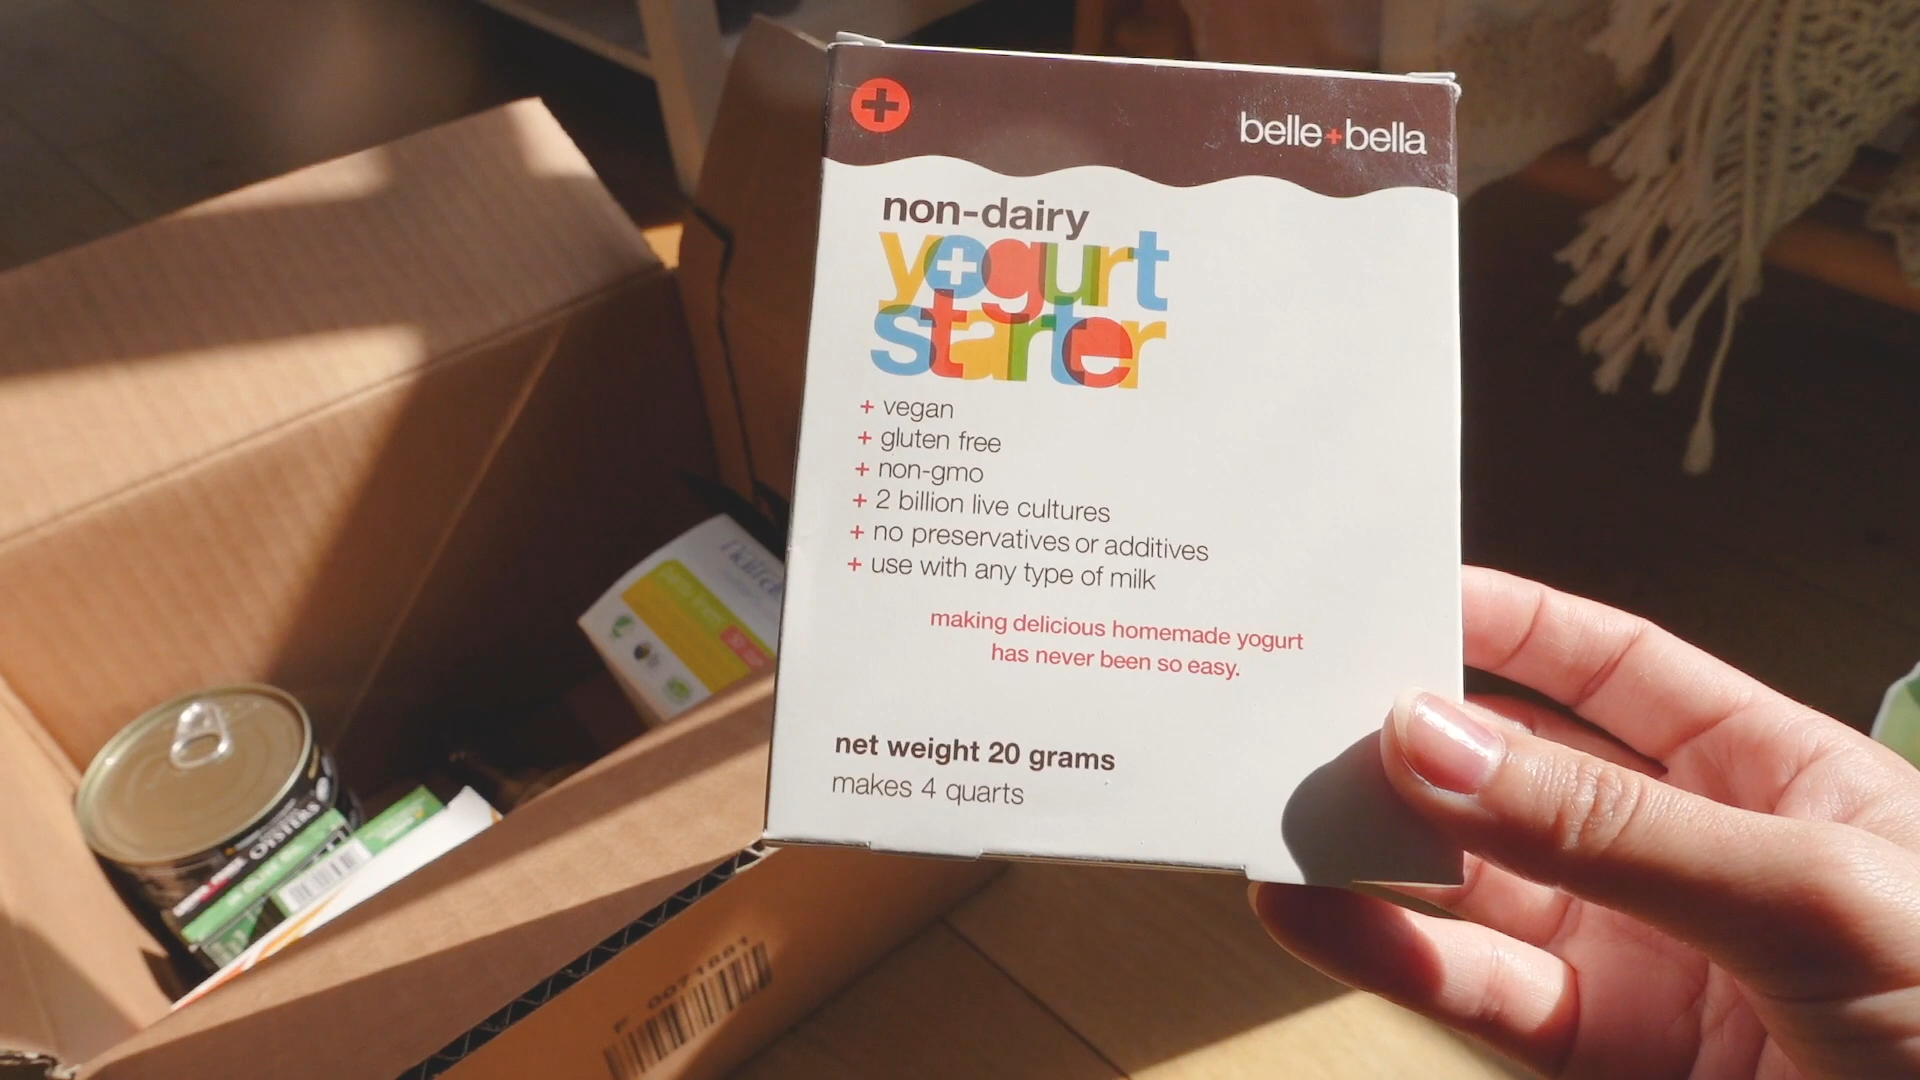 belle+bella
non-dairy
yogurt
starter
+ vegan
+ gluten free
+ non-gmo
+ 2 billion live cultures
+ no preservatives or additives
+ use with any type of milk
making delicious homemade yogurt
has never been so easy.
net weight 20 grams
makes 4 quarts
OYSTERS